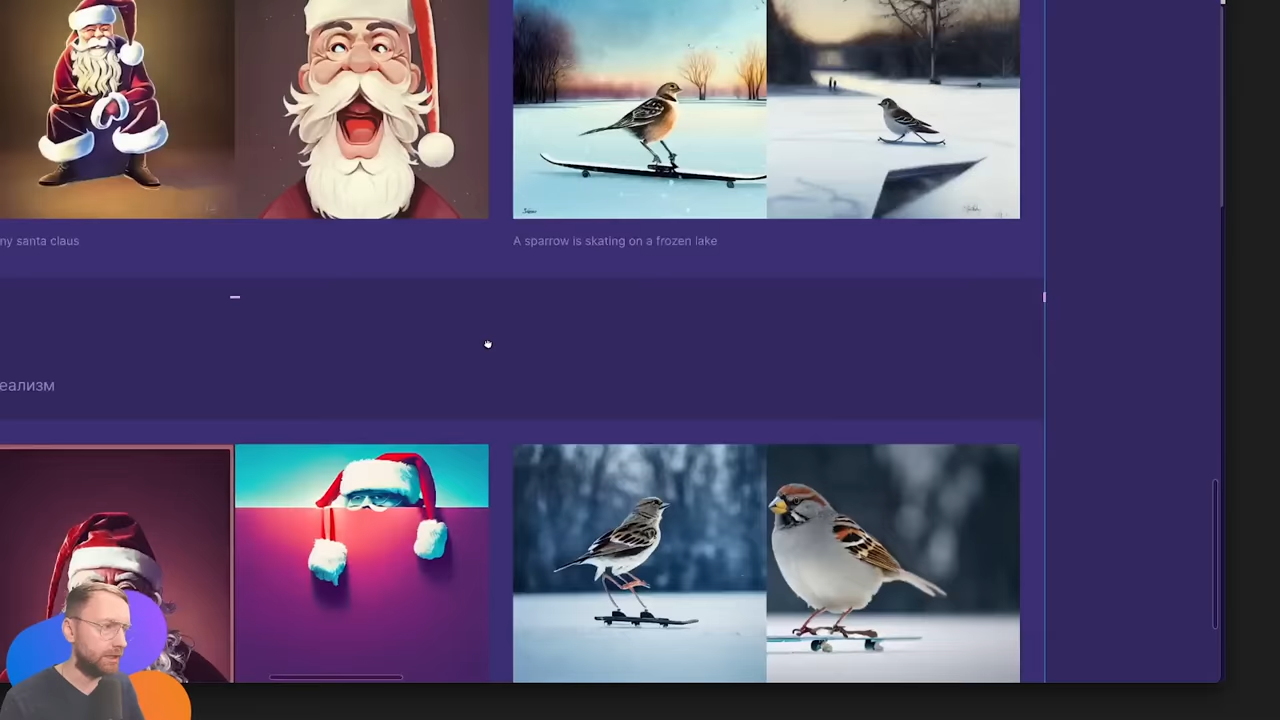 ny santa claus
A sparrow is skating on a frozen lake
еализм